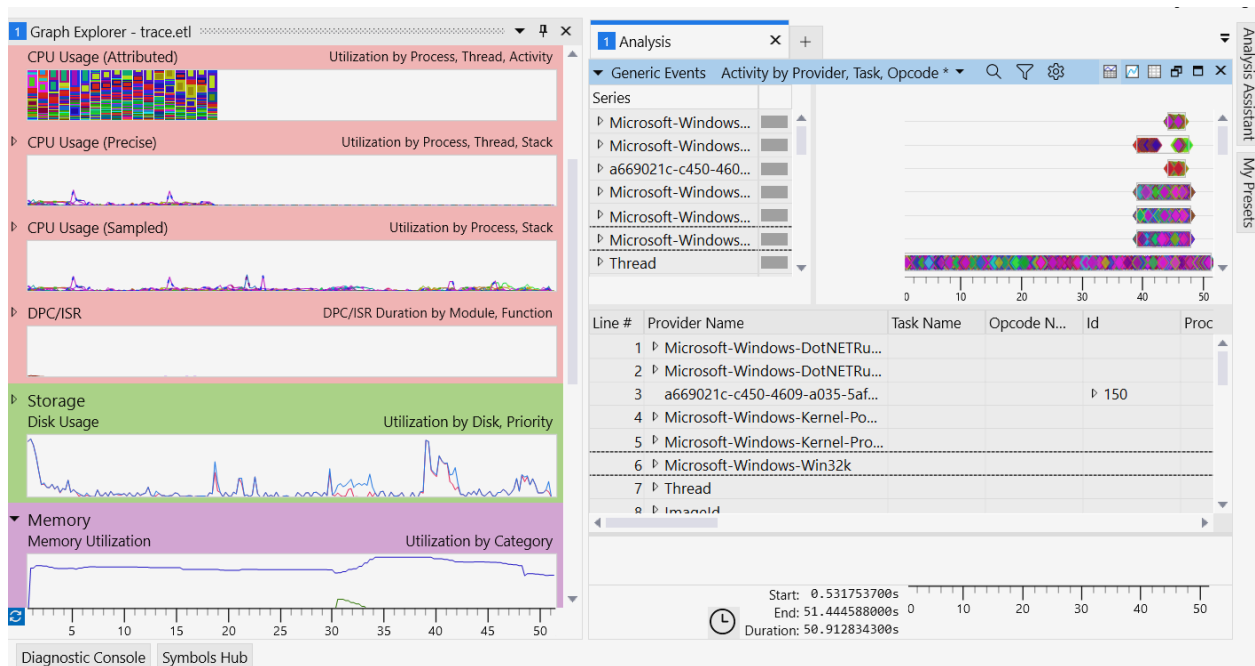 1 Graph Explorer - trace.etl
CPU Usage (Attributed) Utilization by Process, Thread, Activity
CPU Usage (Precise) Utilization by Process, Thread, Stack
CPU Usage (Sampled) Utilization by Process, Stack
DPC/ISR DPC/ISR Duration by Module, Function
Storage
Disk Usage Utilization by Disk, Priority
Memory
Memory Utilization Utilization by Category
5 10 15 20 25 30 35 40 45 50
Diagnostic Console Symbols Hub
1 Analysis
Generic Events Activity by Provider, Task, Opcode *
Series
Microsoft-Windows...
Microsoft-Windows...
a669021c-c450-460...
Microsoft-Windows...
Microsoft-Windows...
Microsoft-Windows...
Thread
0 10 20 30 40 50
Line # Provider Name Task Name Opcode N... Id Proc
1 Microsoft-Windows-DotNETRu...
2 Microsoft-Windows-DotNETRu...
3 a669021c-c450-4609-a035-5af... 150
4 Microsoft-Windows-Kernel-Po...
5 Microsoft-Windows-Kernel-Pro...
6 Microsoft-Windows-Win32k
7 Thread
8 ImageId
Start: 0.531753700s
End: 51.444588000s
Duration: 50.912834300s
0 10 20 30 40 50
Analysis Assistant
My Presets